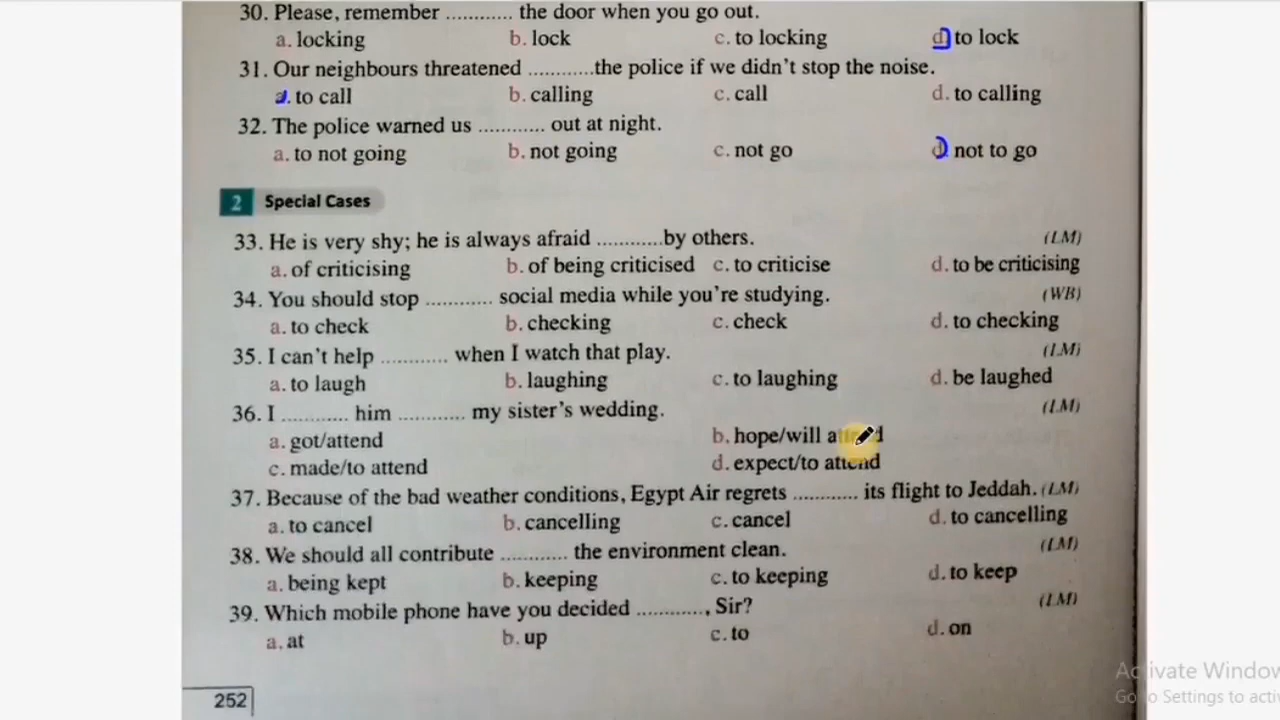 30. Please, remember ............ the door when you go out.
a. locking b. lock c. to locking d. to lock
31. Our neighbours threatened ............the police if we didn't stop the noise.
a. to call b. calling c. call d. to calling
32. The police warned us ............ out at night.
a. to not going b. not going c. not go d. not to go
2 Special Cases
33. He is very shy; he is always afraid ............by others. (LM)
a. of criticising b. of being criticised c. to criticise d. to be criticising
34. You should stop ............ social media while you're studying. (WB)
a. to check b. checking c. check d. to checking
35. I can't help ............ when I watch that play. (LM)
a. to laugh b. laughing c. to laughing d. be laughed
36. I ............ him ............ my sister's wedding. (LM)
a. got/attend b. hope/will attend
c. made/to attend d. expect/to attend
37. Because of the bad weather conditions, Egypt Air regrets ............ its flight to Jeddah. (LM)
a. to cancel b. cancelling c. cancel d. to cancelling
38. We should all contribute ............ the environment clean. (LM)
a. being kept b. keeping c. to keeping d. to keep
39. Which mobile phone have you decided ............, Sir? (LM)
a. at b. up c. to d. on
252
Activate Window
Go to Settings to activ